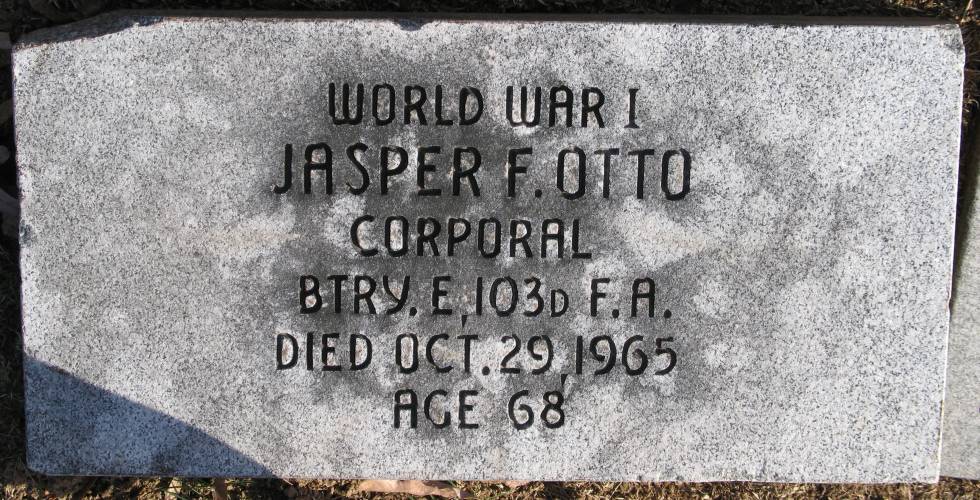 WORLD WAR I
JASPER F. OTTO
CORPORAL
BTRY. E, 103D F.A.
DIED OCT. 29, 1965
AGE 68